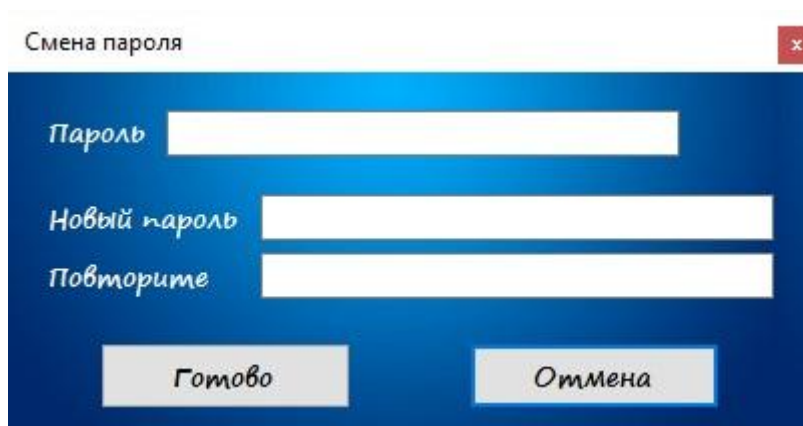 Смена пароля
x
Пароль
Новый пароль
Повторите
Готово Отмена